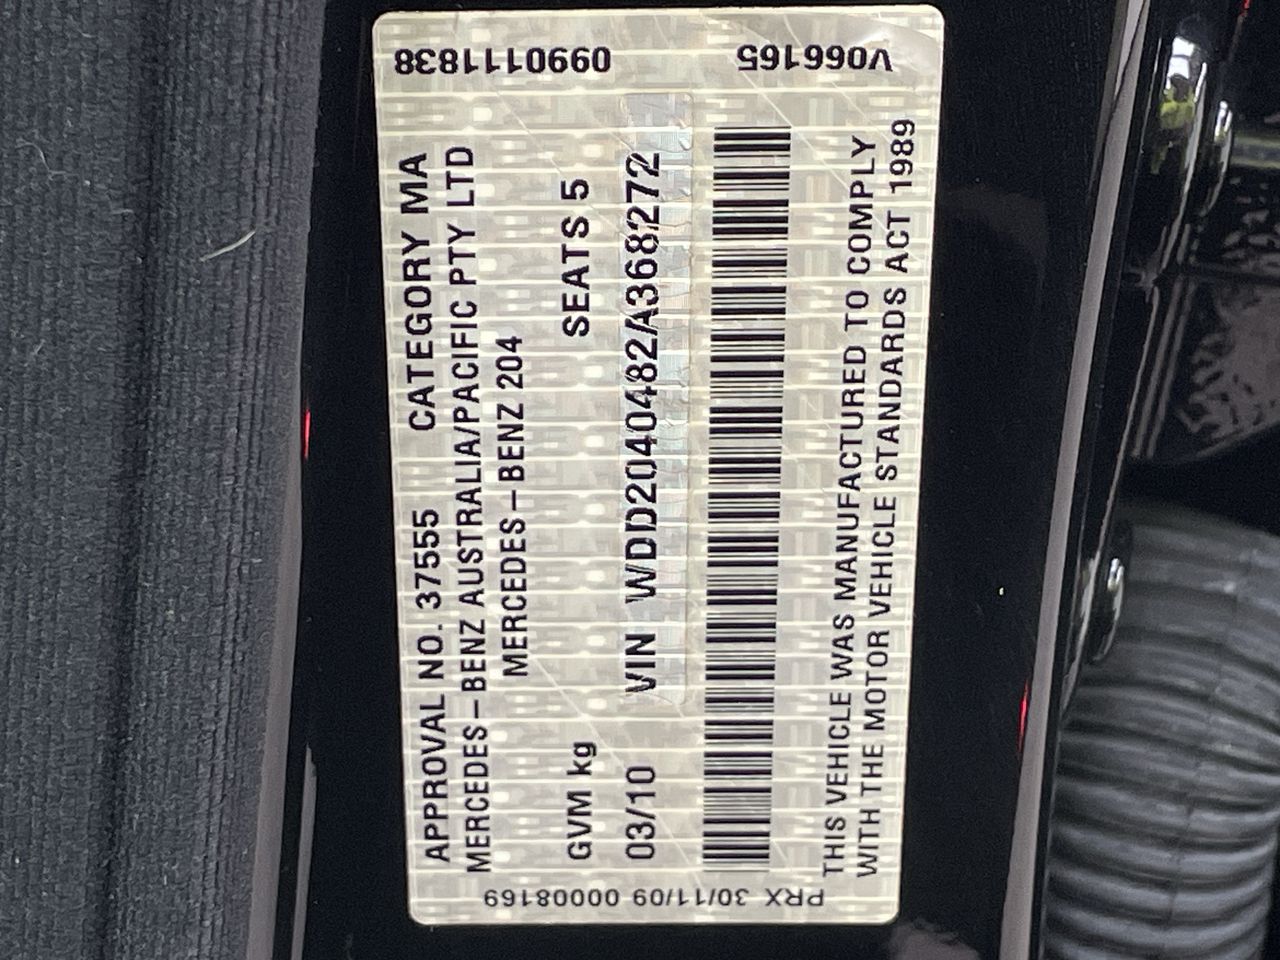 APPROVAL NO. 37555 CATEGORY MA
MERCEDES-BENZ AUSTRALIA/PACIFIC PTY LTD
MERCEDES-BENZ 204
GVM kg SEATS 5
03/10 VIN WDD2040482A368272
THIS VEHICLE WAS MANUFACTURED TO COMPLY
WITH THE MOTOR VEHICLE STANDARDS ACT 1989
0990111838
V066165
PRX 30/11/09 00008169